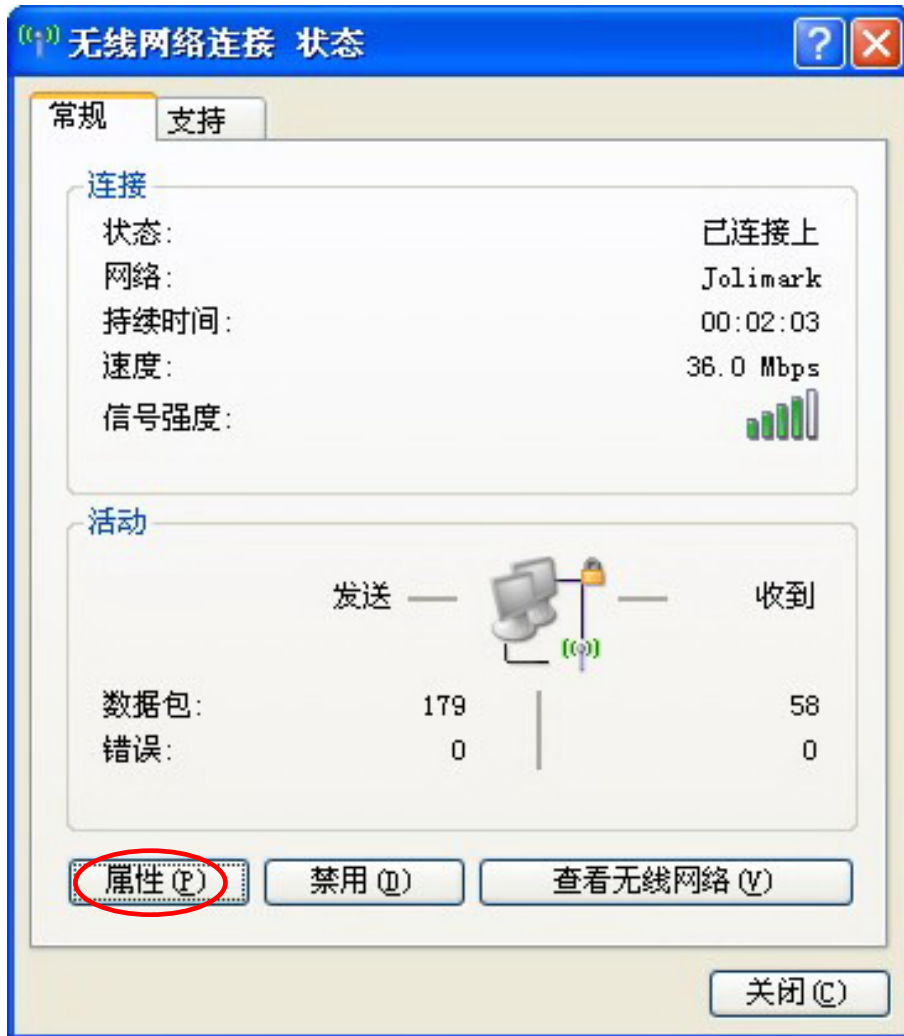 无线网络连接 状态
常规 支持
连接
状态: 已连接上
网络: Jolimark
持续时间: 00:02:03
速度: 36.0 Mbps
信号强度:
活动
发送 收到
数据包: 179 58
错误: 0 0
属性(P) 禁用(D) 查看无线网络(V)
关闭(C)